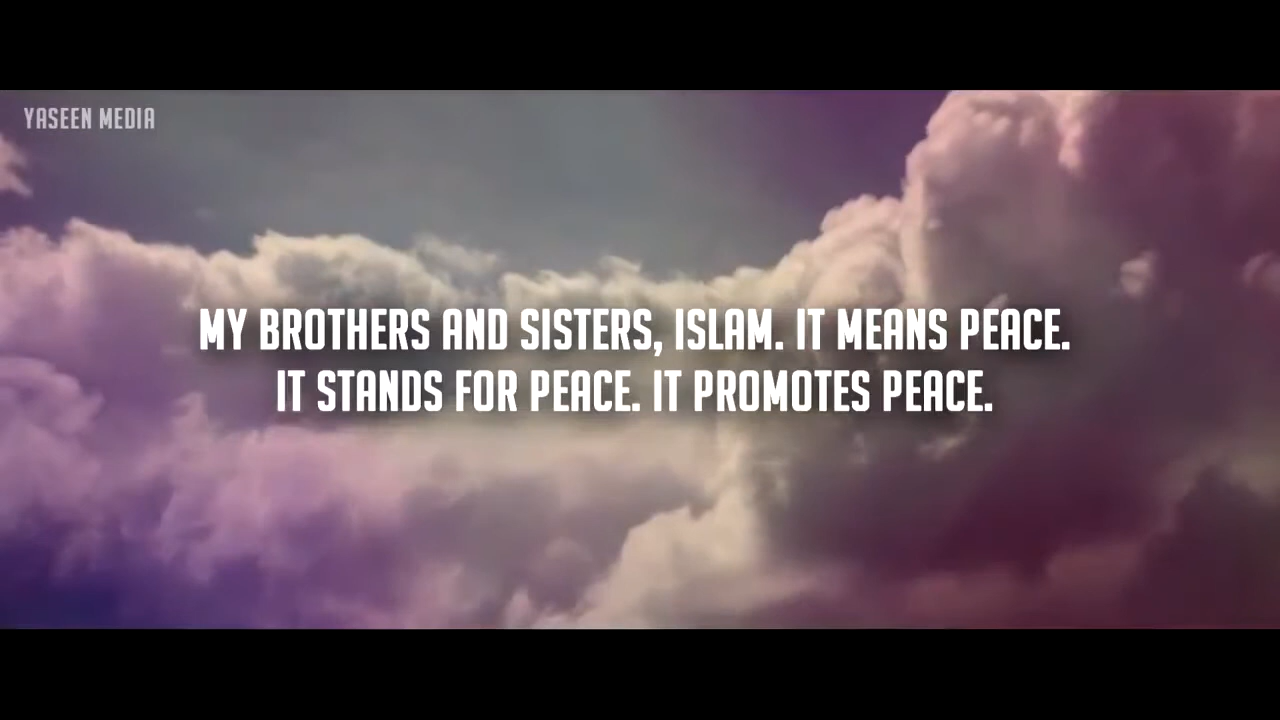 YASEEN MEDIA
MY BROTHERS AND SISTERS, ISLAM. IT MEANS PEACE.
IT STANDS FOR PEACE. IT PROMOTES PEACE.